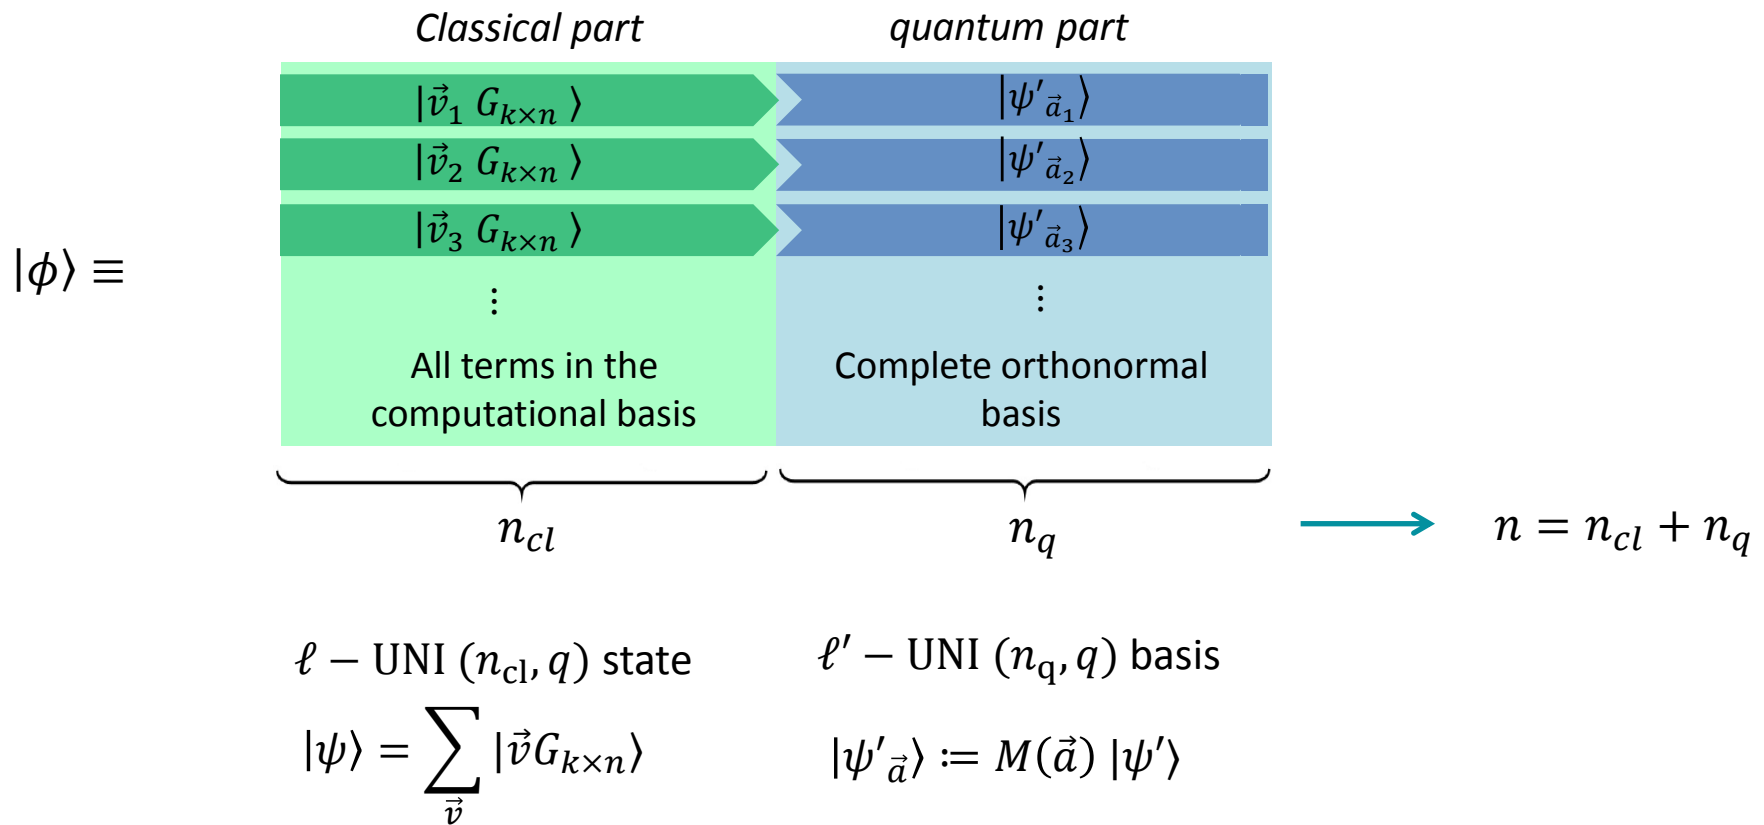 Classical part
quantum part
|v⃗₁ G_{k×n} ⟩
|ψ′_{a⃗₁}⟩
|v⃗₂ G_{k×n} ⟩
|ψ′_{a⃗₂}⟩
|v⃗₃ G_{k×n} ⟩
|ψ′_{a⃗₃}⟩
|ϕ⟩ ≡
⋮
⋮
All terms in the
computational basis
Complete orthonormal
basis
n_{cl}
n_q
n = n_{cl} + n_q
ℓ − UNI (n_{cl}, q) state
ℓ′ − UNI (n_q, q) basis
|ψ⟩ = ∑_{v⃗} |v⃗G_{k×n}⟩
|ψ′_{a⃗}⟩ ≔ M(a⃗) |ψ′⟩